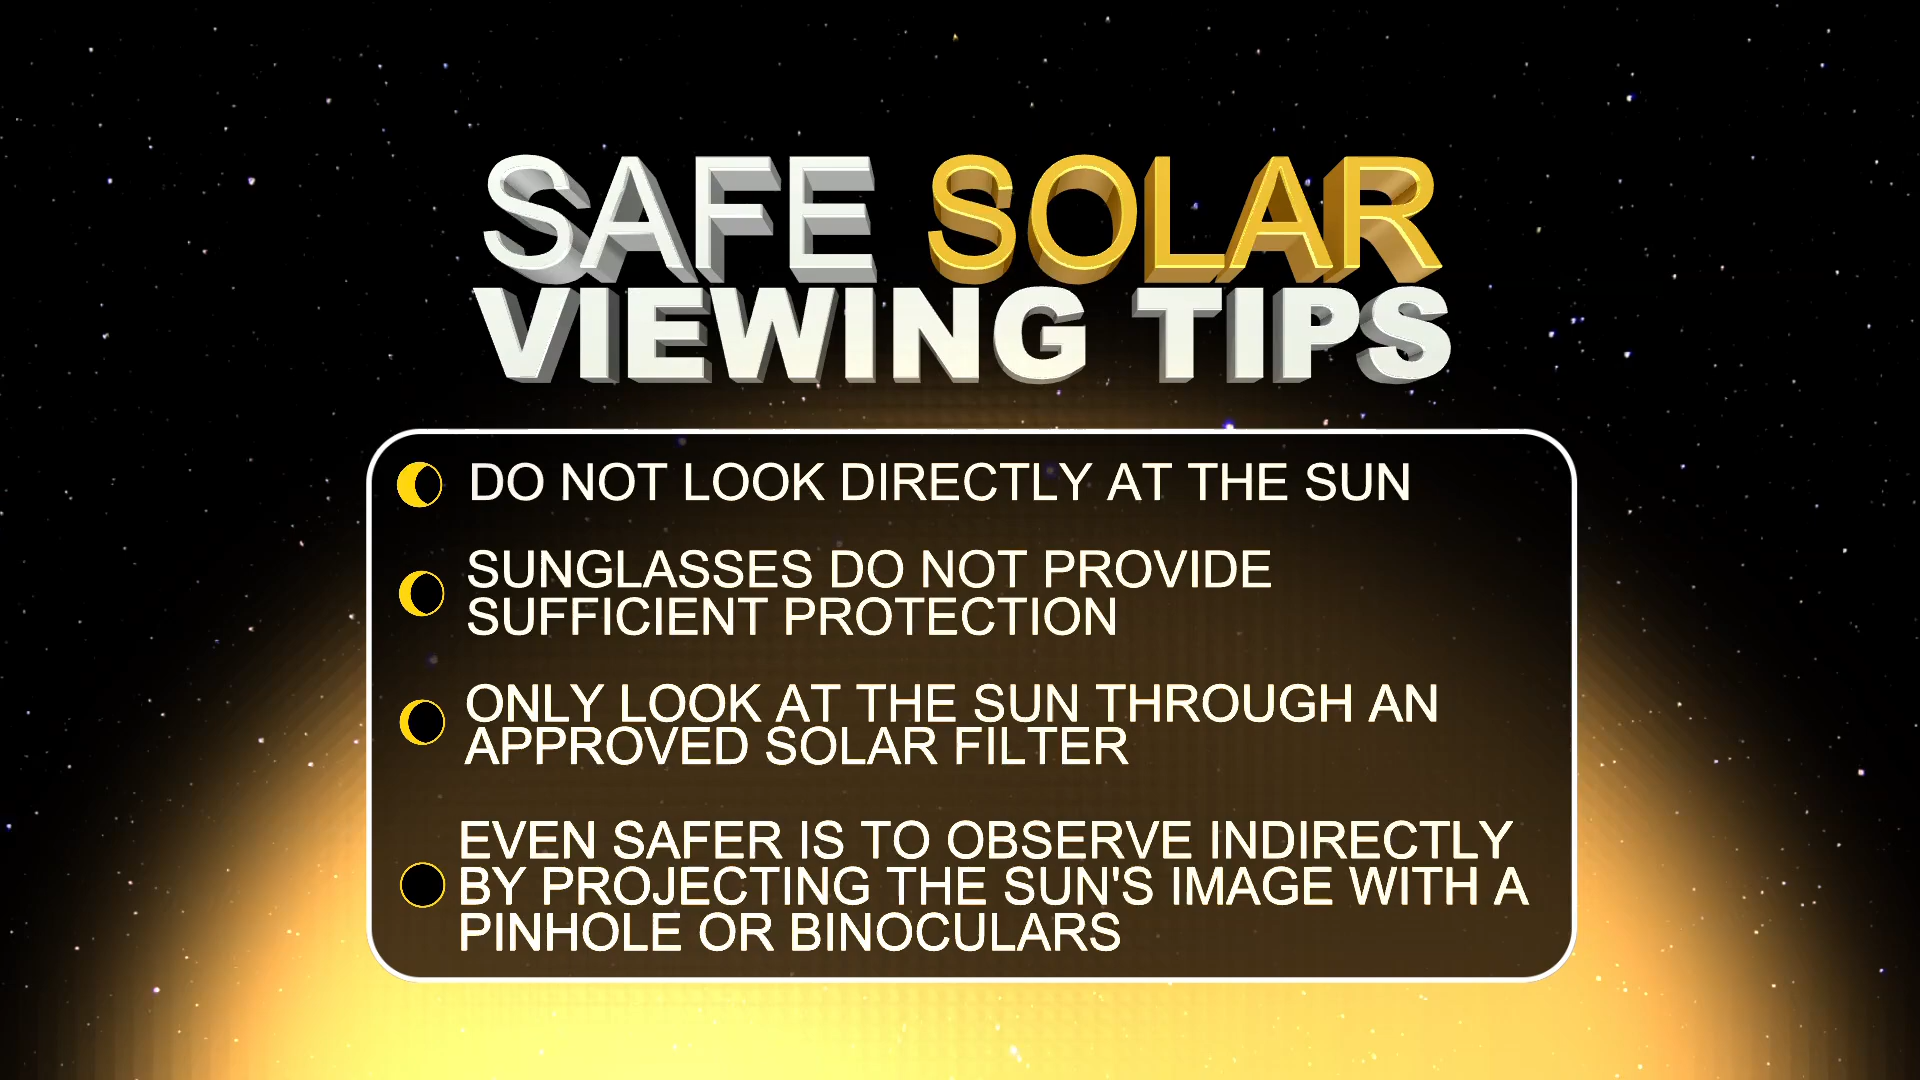 SAFE SOLAR
VIEWING TIPS
DO NOT LOOK DIRECTLY AT THE SUN
SUNGLASSES DO NOT PROVIDE
SUFFICIENT PROTECTION
ONLY LOOK AT THE SUN THROUGH AN
APPROVED SOLAR FILTER
EVEN SAFER IS TO OBSERVE INDIRECTLY
BY PROJECTING THE SUN'S IMAGE WITH A
PINHOLE OR BINOCULARS